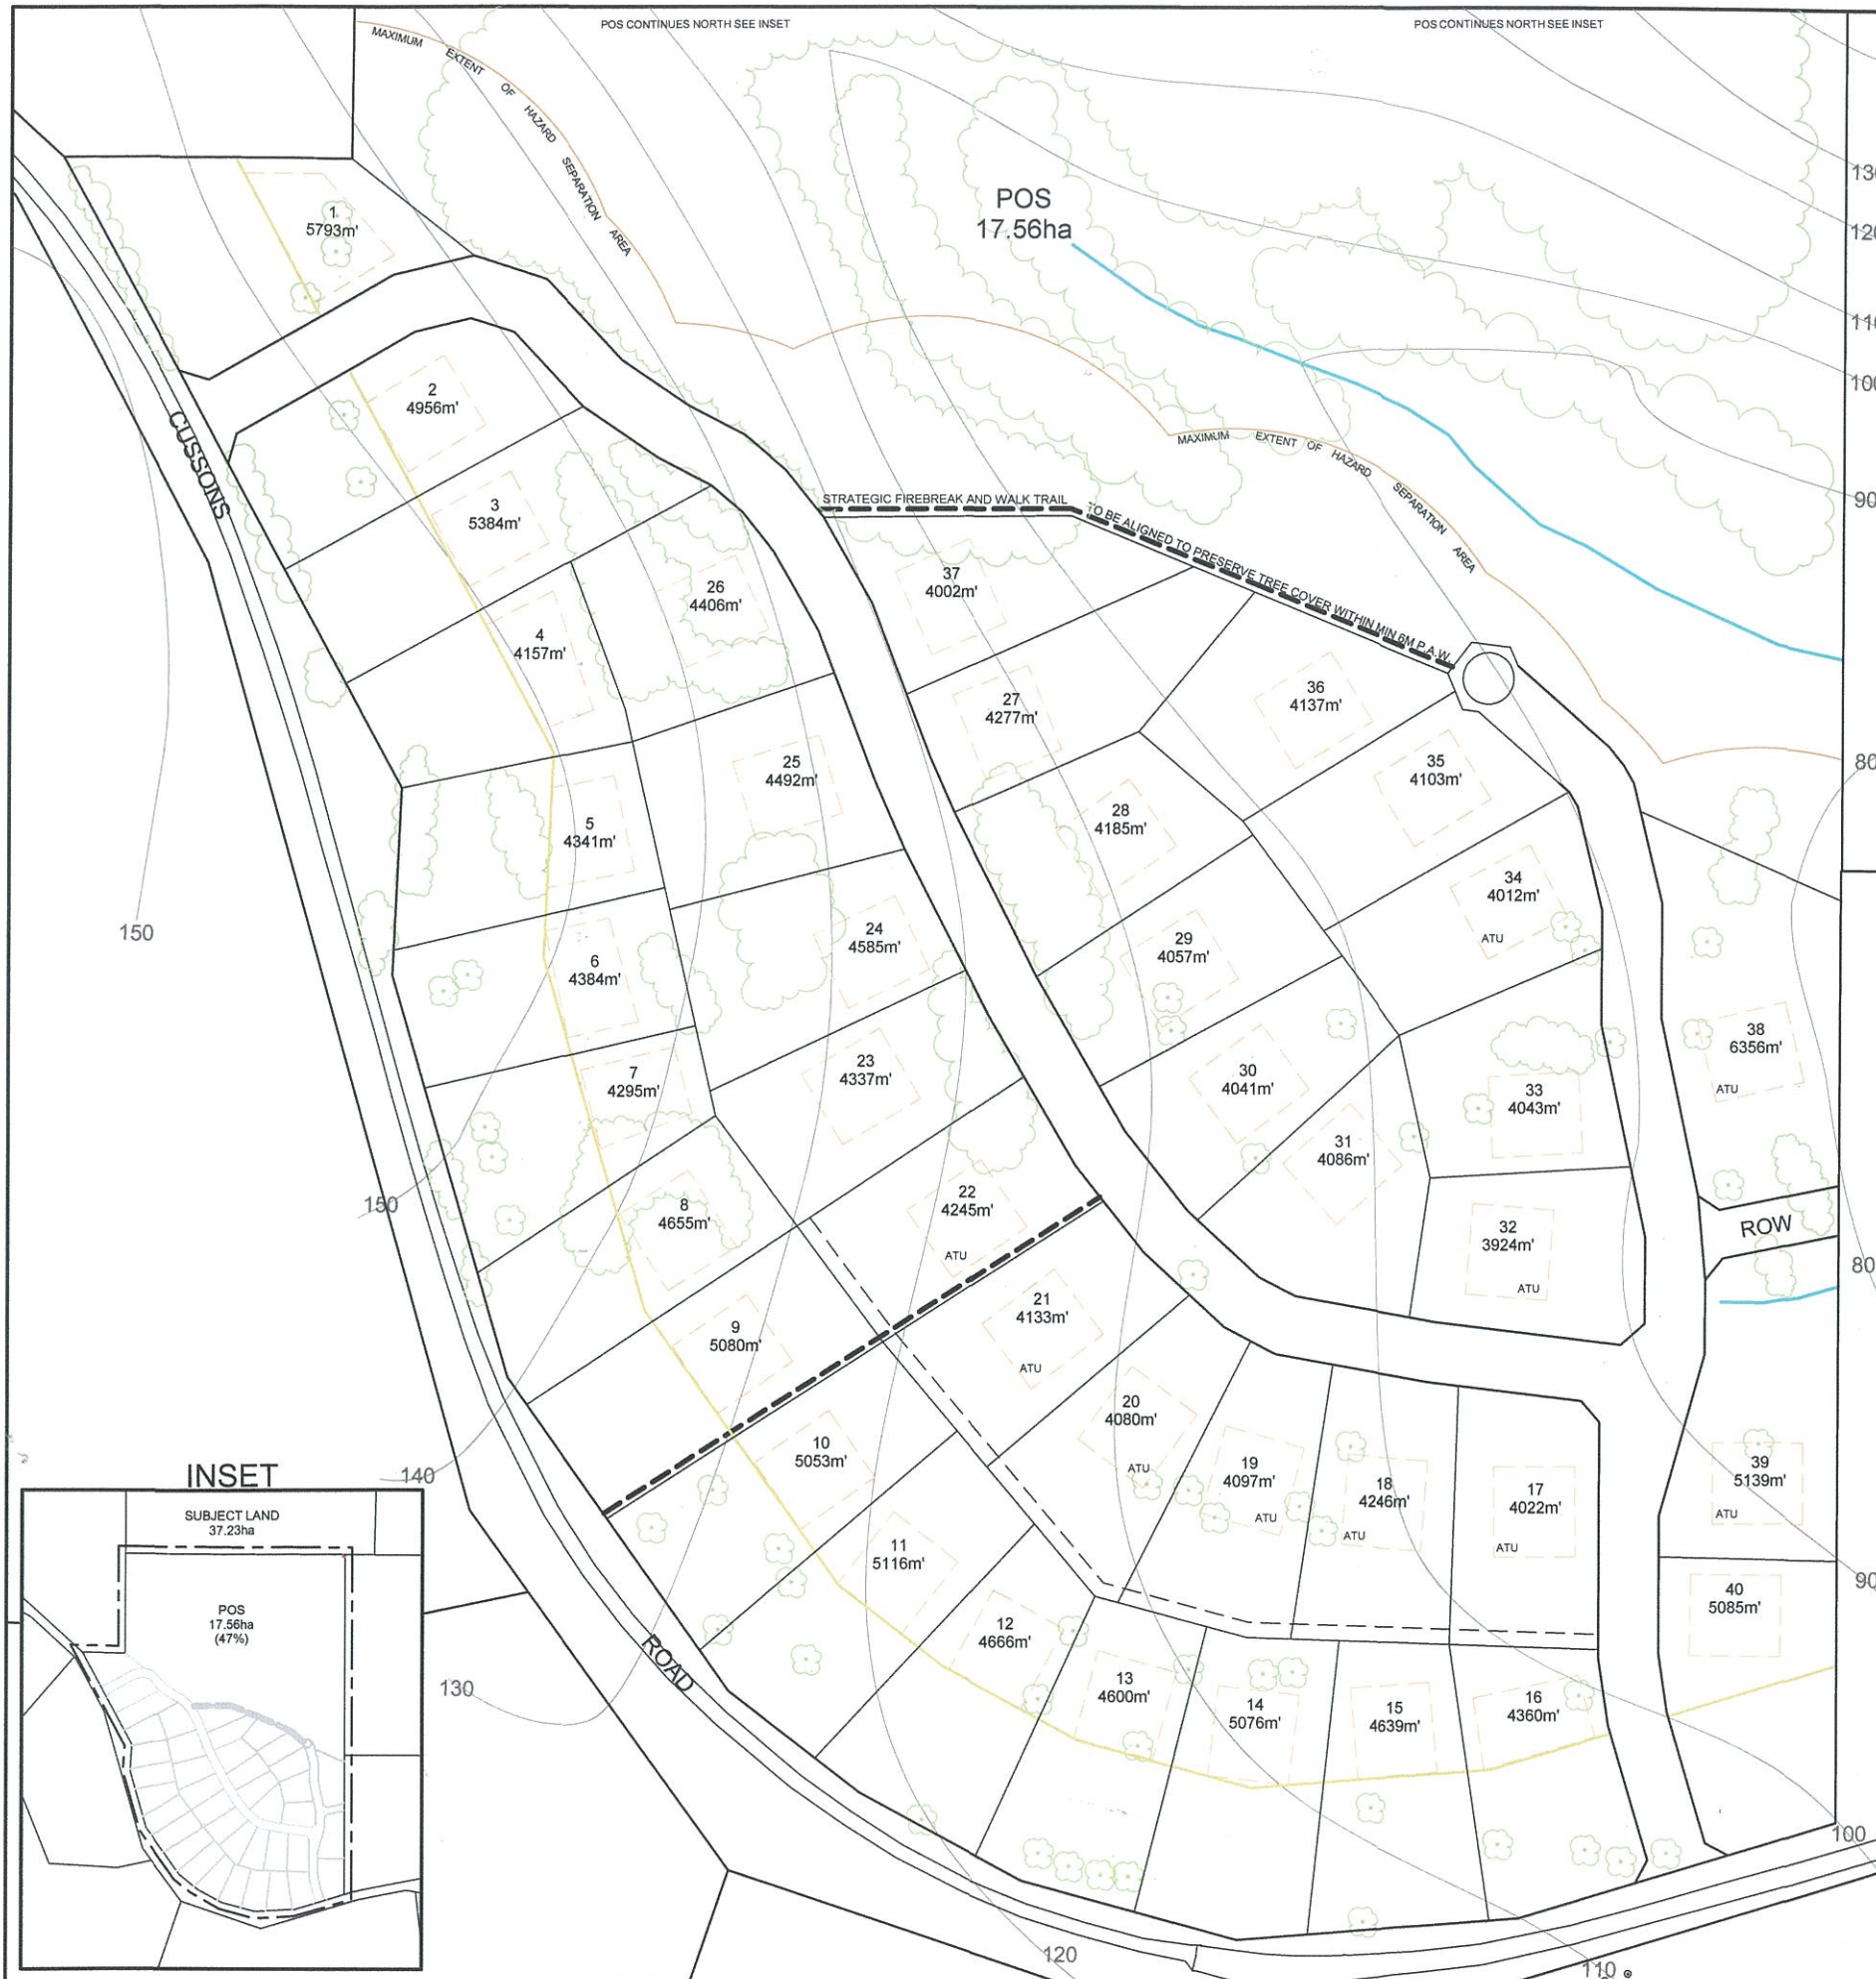 POS CONTINUES NORTH SEE INSET
POS CONTINUES NORTH SEE INSET
MAXIMUM EXTENT OF HAZARD SEPARATION AREA
POS
17.56ha
1
5793m'
2
4956m'
3
5384m'
4
4157m'
5
4341m'
6
4384m'
7
4295m'
8
4655m'
9
5080m'
10
5053m'
11
5116m'
12
4666m'
13
4600m'
14
5076m'
15
4639m'
16
4360m'
17
4022m'
ATU
18
4246m'
ATU
19
4097m'
ATU
20
4080m'
ATU
21
4133m'
ATU
22
4245m'
ATU
23
4337m'
24
4585m'
25
4492m'
26
4406m'
27
4277m'
28
4185m'
29
4057m'
30
4041m'
31
4086m'
32
3924m'
ATU
33
4043m'
34
4012m'
ATU
35
4103m'
36
4137m'
37
4002m'
38
6356m'
ATU
39
5139m'
ATU
40
5085m'
MAXIMUM EXTENT OF HAZARD SEPARATION AREA
STRATEGIC FIREBREAK AND WALK TRAIL TO BE ALIGNED TO PRESERVE TREE COVER WITHIN MIN 6M P.A.W.
CUSSONS
ROAD
ROW
120
110
100
90
80
80
90
100
110
120
130
140
150
150
INSET
SUBJECT LAND
37.23ha
POS
17.56ha
(47%)